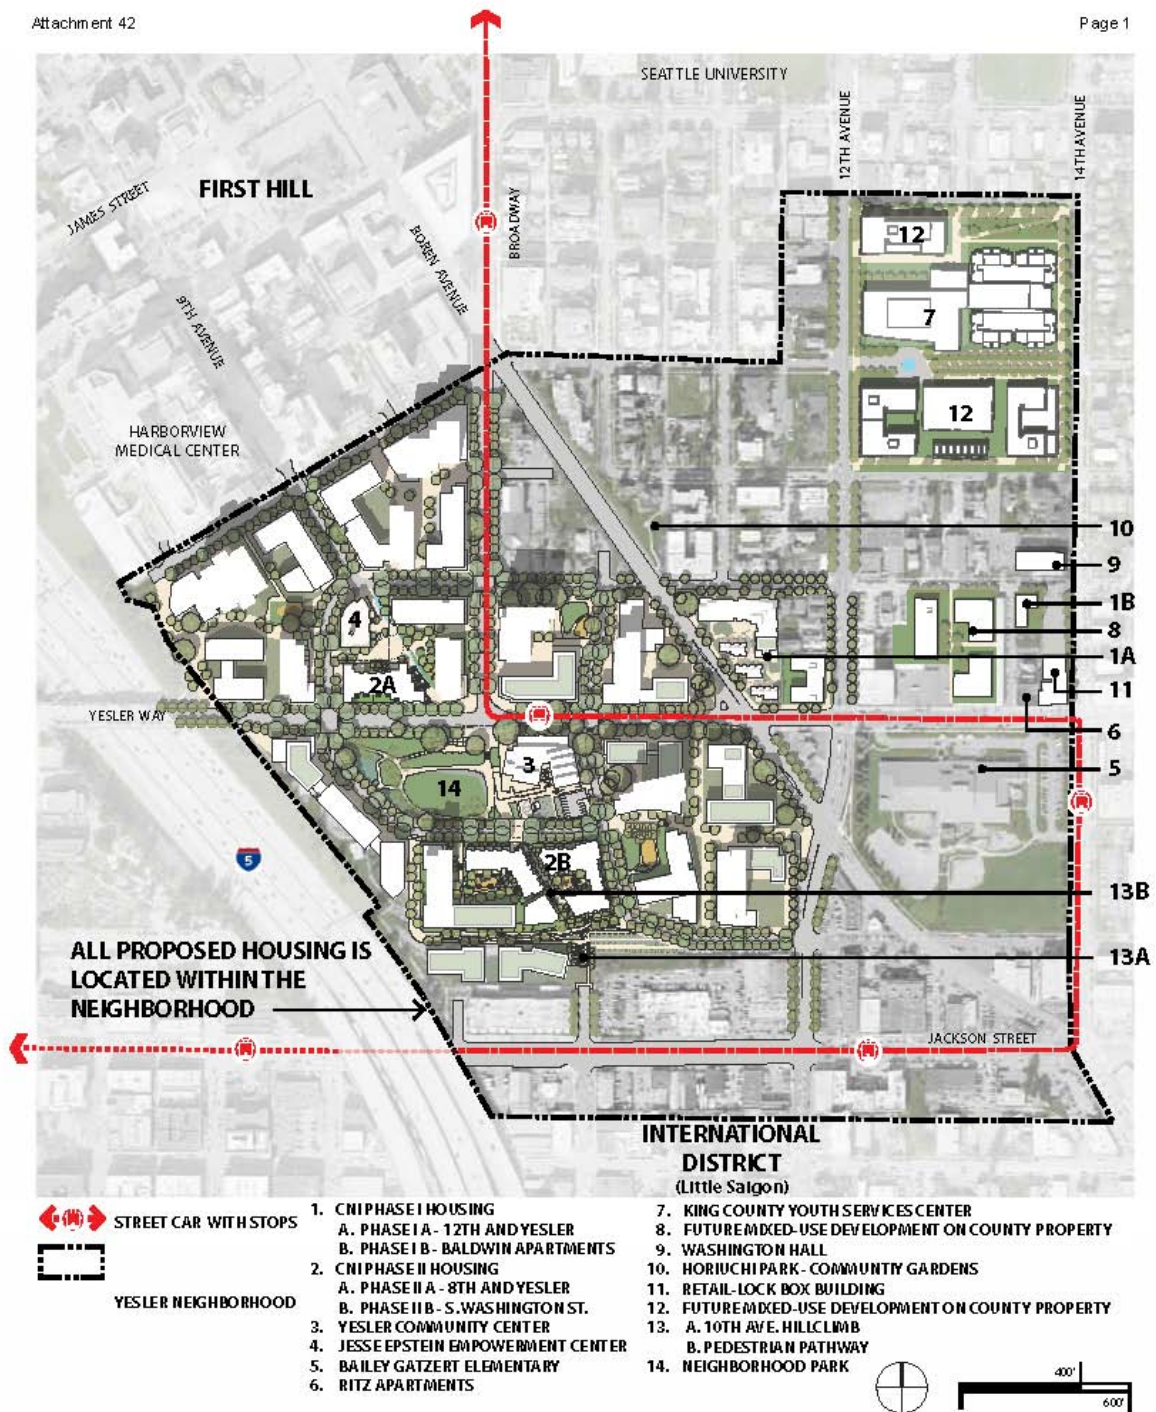 Attachment 42
Page 1
SEATTLE UNIVERSITY
12TH AVENUE
14TH AVENUE
FIRST HILL
JAMES STREET
BROADWAY
BOREN AVENUE
9TH AVENUE
12
7
12
HARBORVIEW
MEDICAL CENTER
10
9
1B
4
8
1A
2A
11
YESLER WAY
6
3
5
14
5
2B
13B
ALL PROPOSED HOUSING IS
LOCATED WITHIN THE
NEIGHBORHOOD
13A
JACKSON STREET
INTERNATIONAL
DISTRICT
(Little Saigon)
STREET CAR WITH STOPS
YESLER NEIGHBORHOOD
1. CNI PHASE I HOUSING
A. PHASE I A - 12TH AND YESLER
B. PHASE I B - BALDWIN APARTMENTS
2. CNI PHASE II HOUSING
A. PHASE II A - 8TH AND YESLER
B. PHASE II B - S. WASHINGTON ST.
3. YESLER COMMUNITY CENTER
4. JESSE EPSTEIN EMPOWERMENT CENTER
5. BAILEY GATZERT ELEMENTARY
6. RITZ APARTMENTS
7. KING COUNTY YOUTH SERVICES CENTER
8. FUTURE MIXED-USE DEVELOPMENT ON COUNTY PROPERTY
9. WASHINGTON HALL
10. HORIUCHI PARK - COMMUNTIY GARDENS
11. RETAIL-LOCK BOX BUILDING
12. FUTURE MIXED-USE DEVELOPMENT ON COUNTY PROPERTY
13. A. 10TH AVE. HILLCLIMB
B. PEDESTRIAN PATHWAY
14. NEIGHBORHOOD PARK
400'
600'